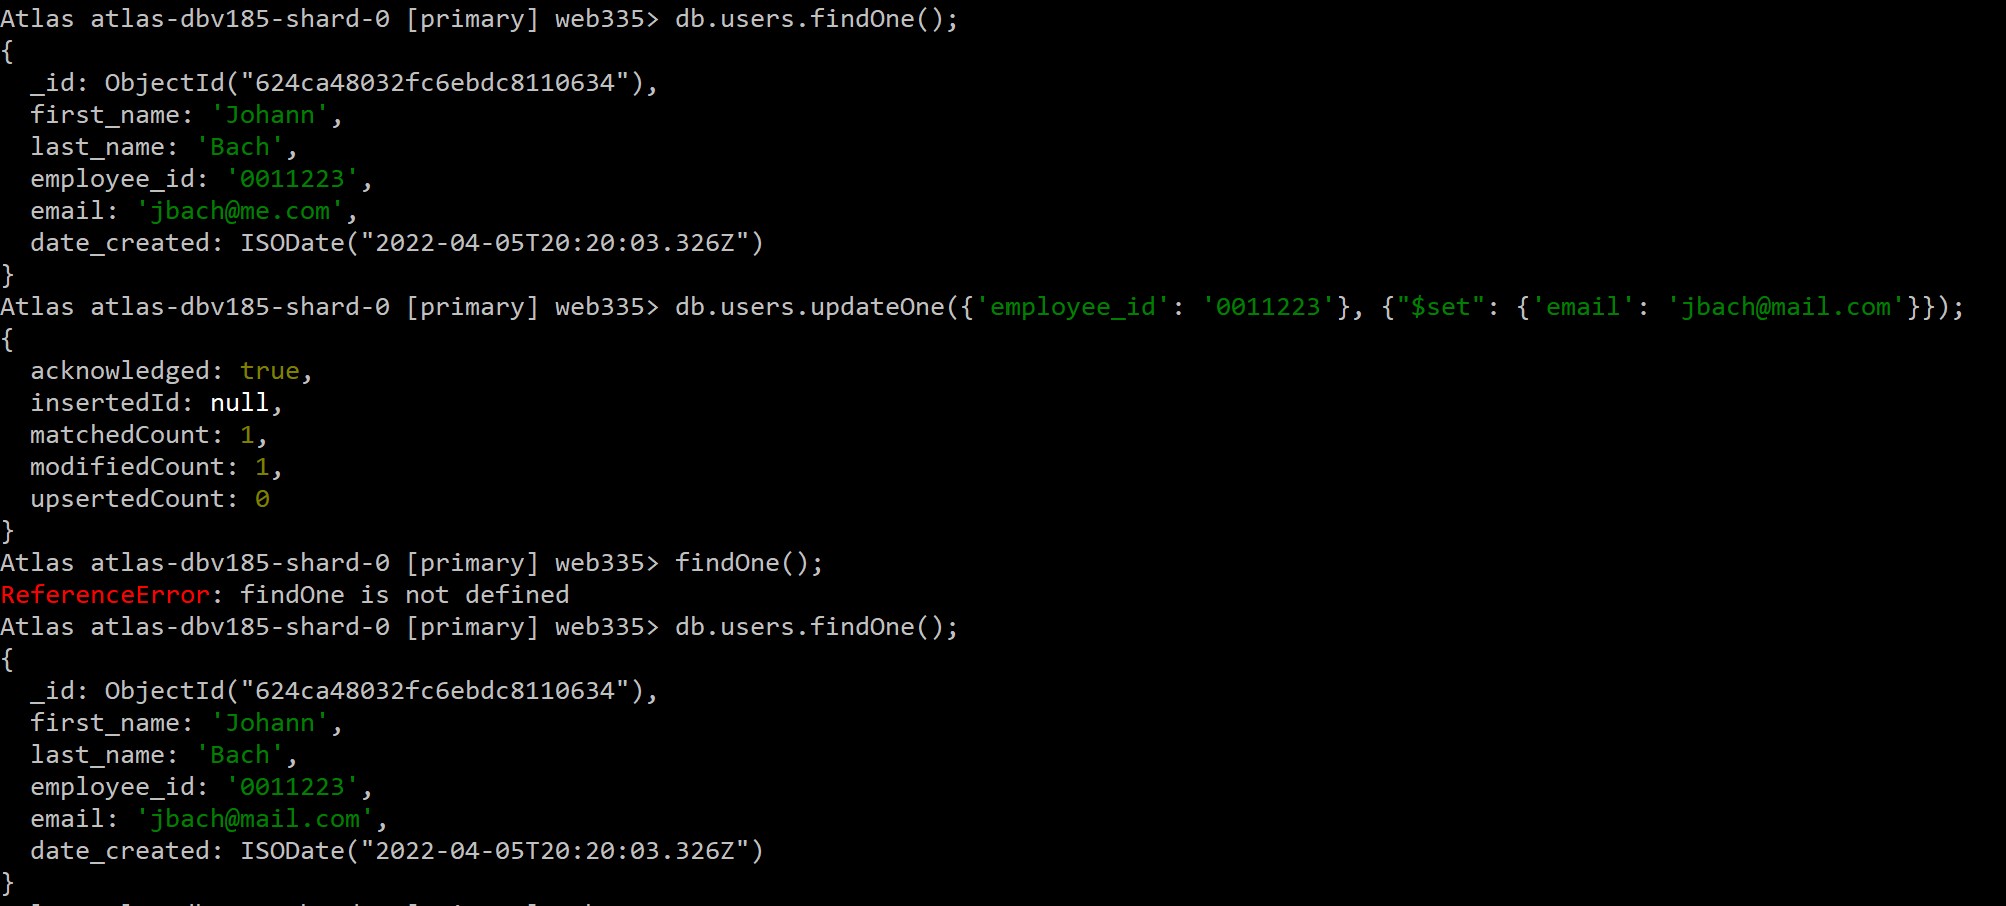 Atlas atlas-dbv185-shard-0 [primary] web335> db.users.findOne();
{
  _id: ObjectId("624ca48032fc6ebdc8110634"),
  first_name: 'Johann',
  last_name: 'Bach',
  employee_id: '0011223',
  email: 'jbach@me.com',
  date_created: ISODate("2022-04-05T20:20:03.326Z")
}
Atlas atlas-dbv185-shard-0 [primary] web335> db.users.updateOne({'employee_id': '0011223'}, {"$set": {'email': 'jbach@mail.com'}});
{
  acknowledged: true,
  insertedId: null,
  matchedCount: 1,
  modifiedCount: 1,
  upsertedCount: 0
}
Atlas atlas-dbv185-shard-0 [primary] web335> findOne();
ReferenceError: findOne is not defined
Atlas atlas-dbv185-shard-0 [primary] web335> db.users.findOne();
{
  _id: ObjectId("624ca48032fc6ebdc8110634"),
  first_name: 'Johann',
  last_name: 'Bach',
  employee_id: '0011223',
  email: 'jbach@mail.com',
  date_created: ISODate("2022-04-05T20:20:03.326Z")
}